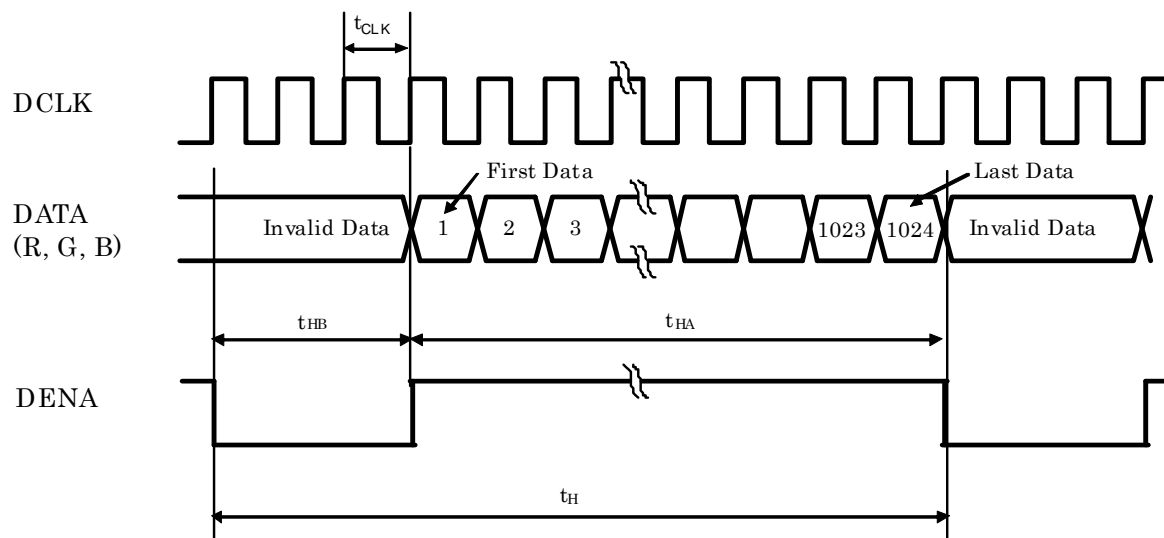 tCLK
DCLK
First Data
Last Data
DATA
(R, G, B)
Invalid Data
1
2
3
1023
1024
Invalid Data
tHB
tHA
DENA
tH